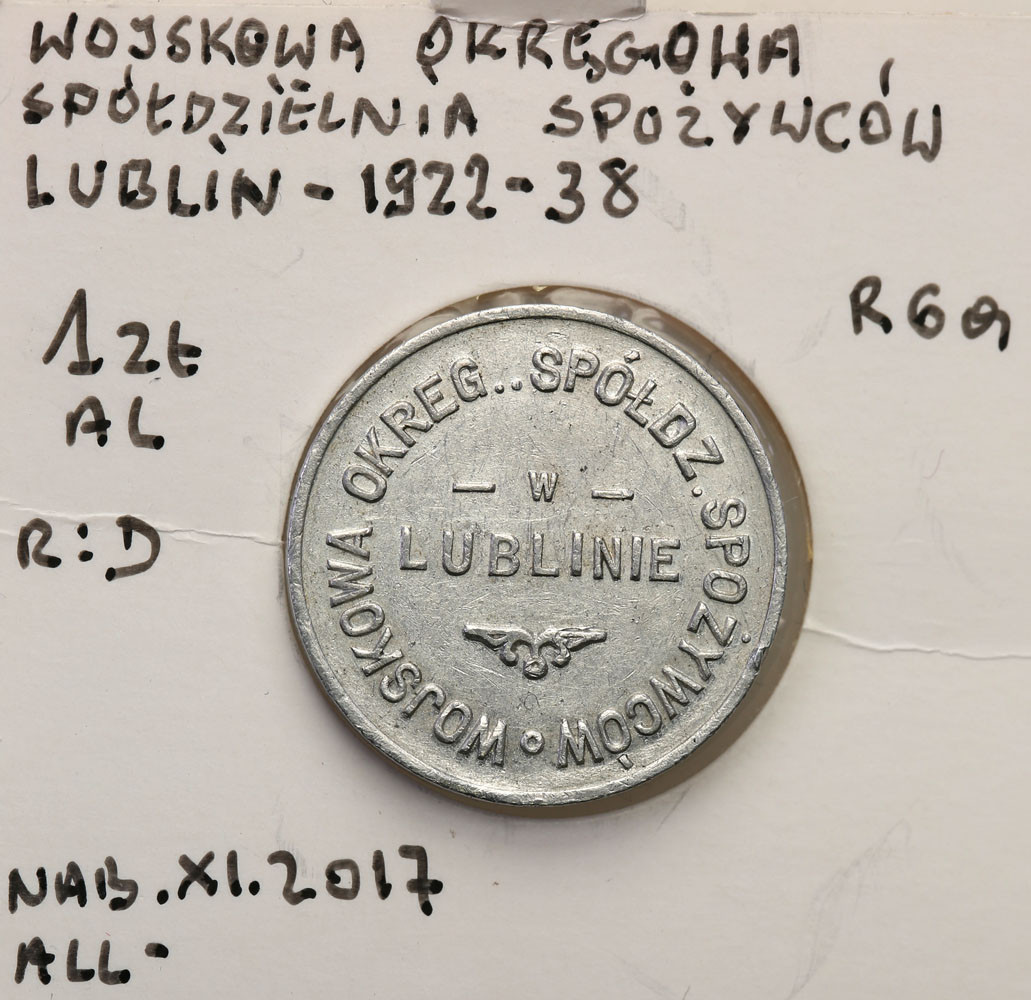 WOJSKOWA OKRĘGOWA
SPÓŁDZIELNIA SPOŻYWCÓW
LUBLIN - 1922-38
1 zł
R6a
AL
R:D
WOJSKOWA OKREG.. SPÓŁDZ. SPOŻYWCÓW
— W —
LUBLINIE
NAB. XI. 2017
ALL-